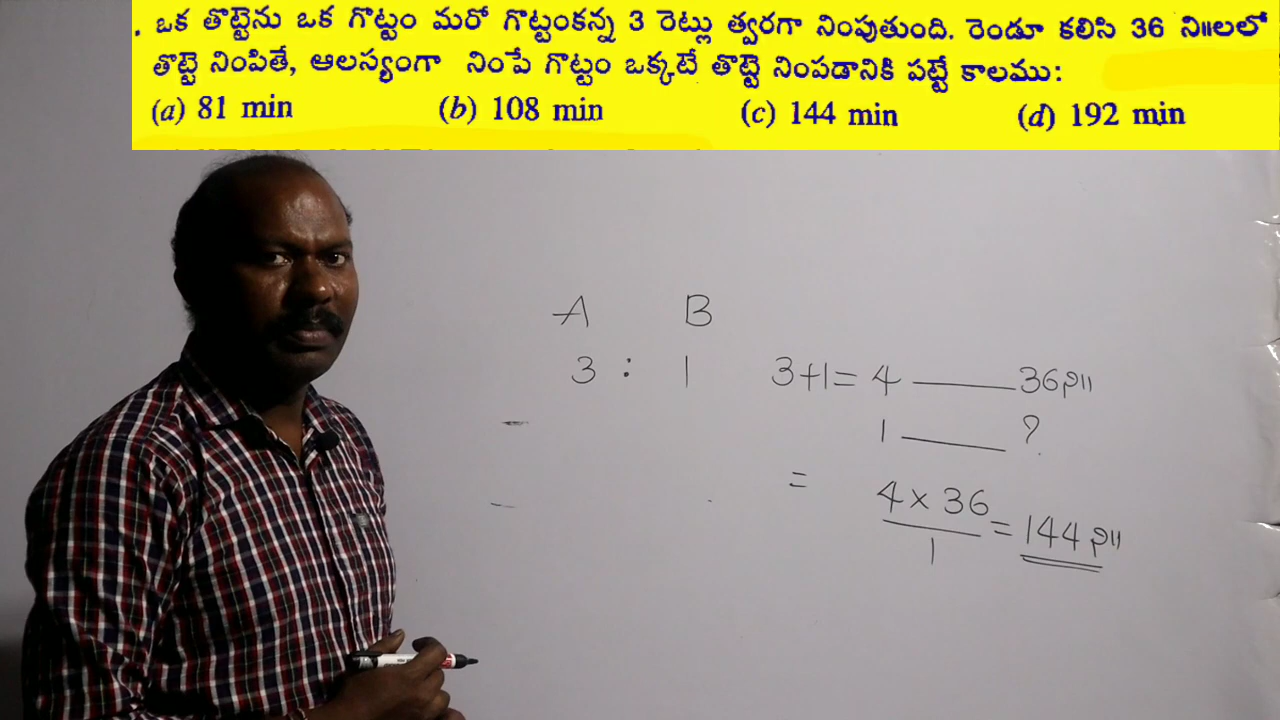 . ఒక తొట్టెను ఒక గొట్టం మరో గొట్టంకన్న 3 రెట్లు త్వరగా నింపుతుంది. రెండూ కలిసి 36 ని॥లలో
తొట్టె నింపితే, ఆలస్యంగా నింపే గొట్టం ఒక్కటే తొట్టె నింపడానికి పట్టే కాలము:
(a) 81 min (b) 108 min (c) 144 min (d) 192 min
A B
3 : 1 3+1= 4 —— 36ని॥
1 —— ?
= 4 x 36 / 1 = 144 ని॥